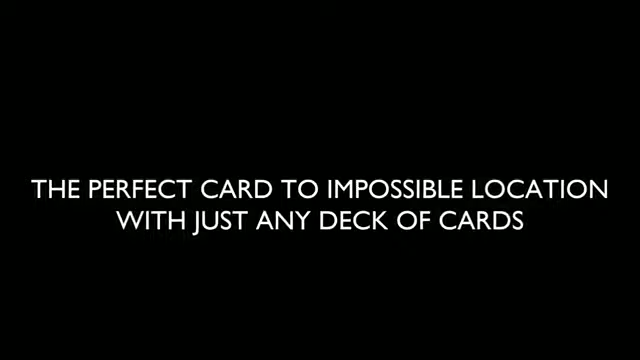 THE PERFECT CARD TO IMPOSSIBLE LOCATION
WITH JUST ANY DECK OF CARDS